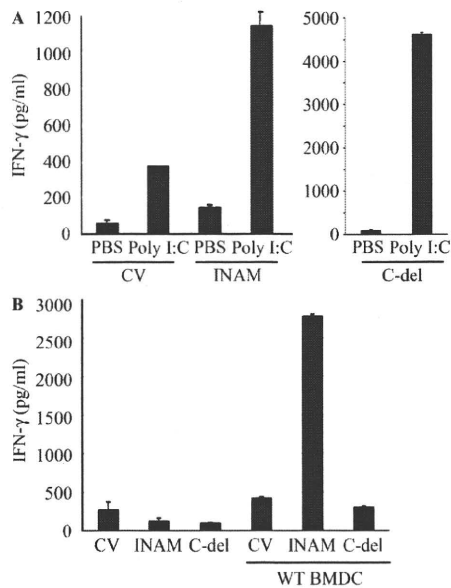 A
IFN-γ (pg/ml)
1200
1000
800
600
400
200
0
PBS Poly I:C PBS Poly I:C
CV INAM
5000
4000
3000
2000
1000
0
PBS Poly I:C
C-del
B
IFN-γ (pg/ml)
3000
2500
2000
1500
1000
500
0
CV INAM C-del CV INAM C-del
WT BMDC